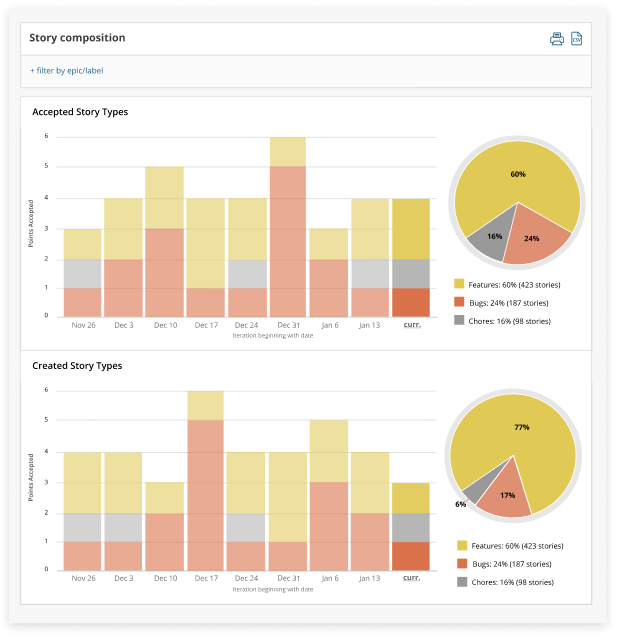 Story composition
CSV
+ filter by epic/label
Accepted Story Types
Points Accepted
6
5
4
3
2
1
0
Nov 26 Dec 3 Dec 10 Dec 17 Dec 24 Dec 31 Jan 6 Jan 13 curr.
Iteration beginning with date
60%
16%
24%
Features: 60% (423 stories)
Bugs: 24% (187 stories)
Chores: 16% (98 stories)
Created Story Types
Points Accepted
6
5
4
3
2
1
0
Nov 26 Dec 3 Dec 10 Dec 17 Dec 24 Dec 31 Jan 6 Jan 13 curr.
Iteration beginning with date
77%
6%
17%
Features: 60% (423 stories)
Bugs: 24% (187 stories)
Chores: 16% (98 stories)